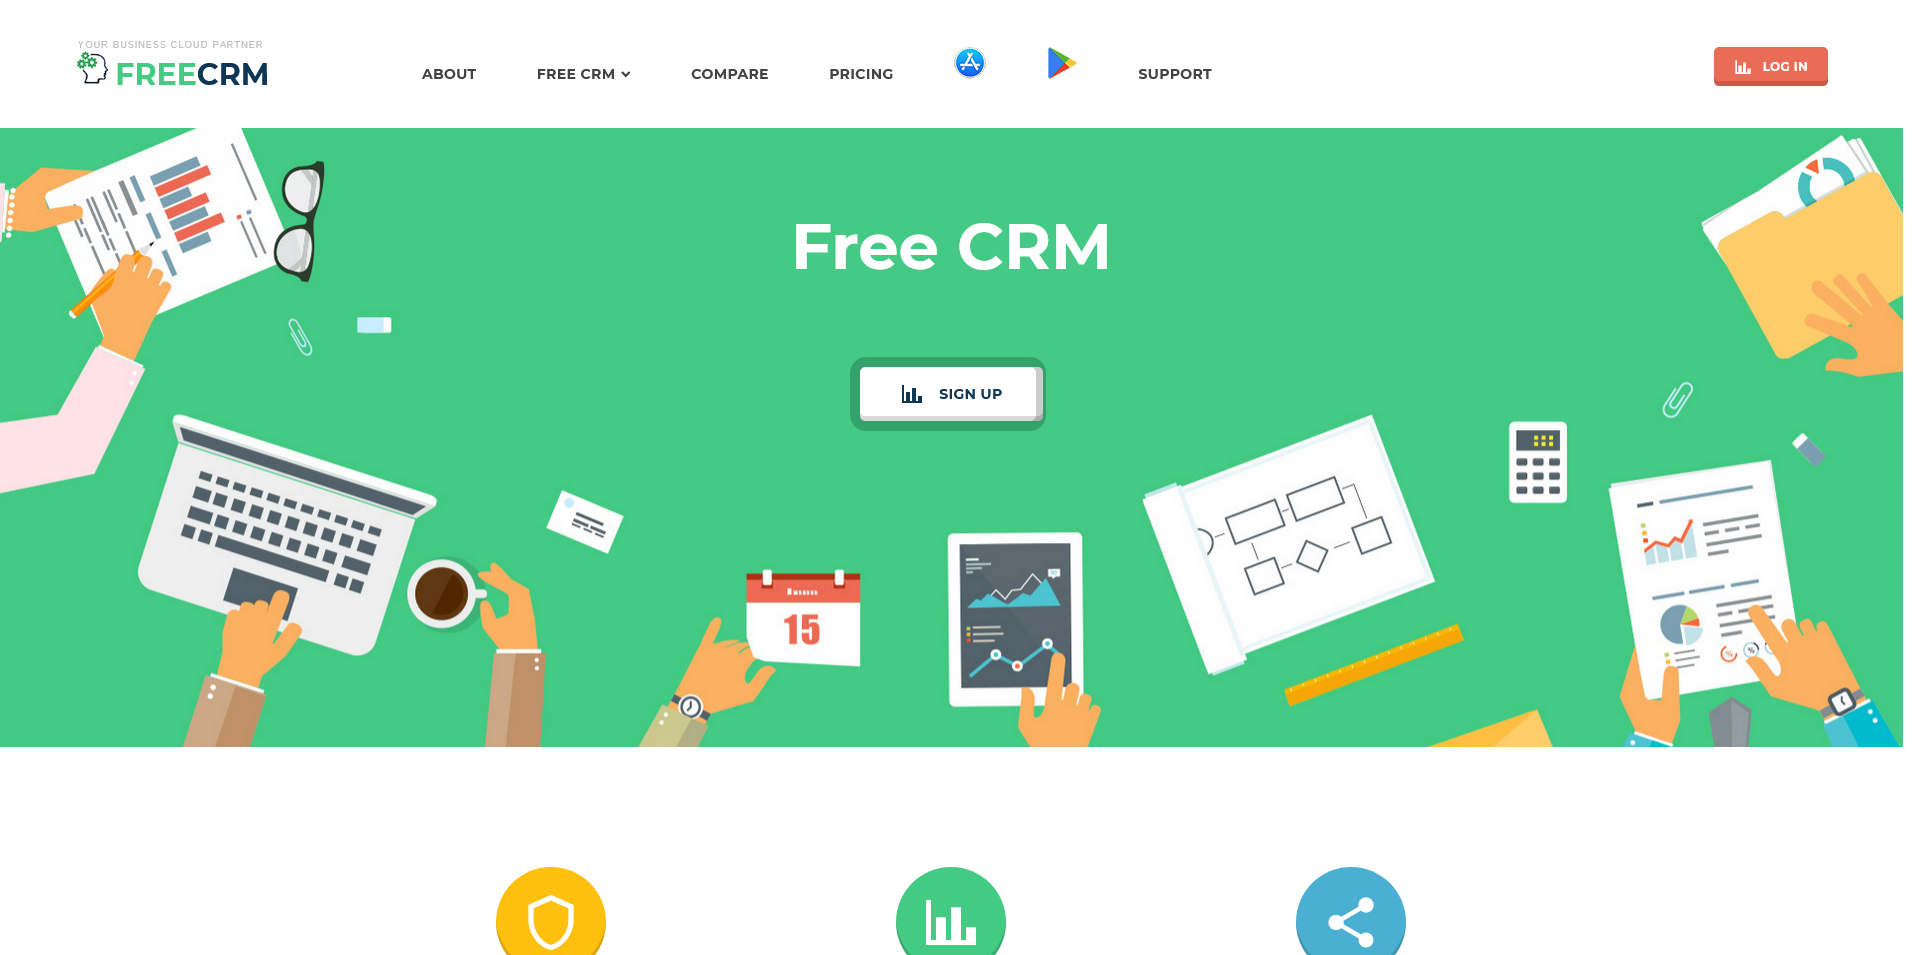 YOUR BUSINESS CLOUD PARTNER
FREECRM
ABOUT
FREE CRM
COMPARE
PRICING
SUPPORT
LOG IN
Free CRM
SIGN UP
15